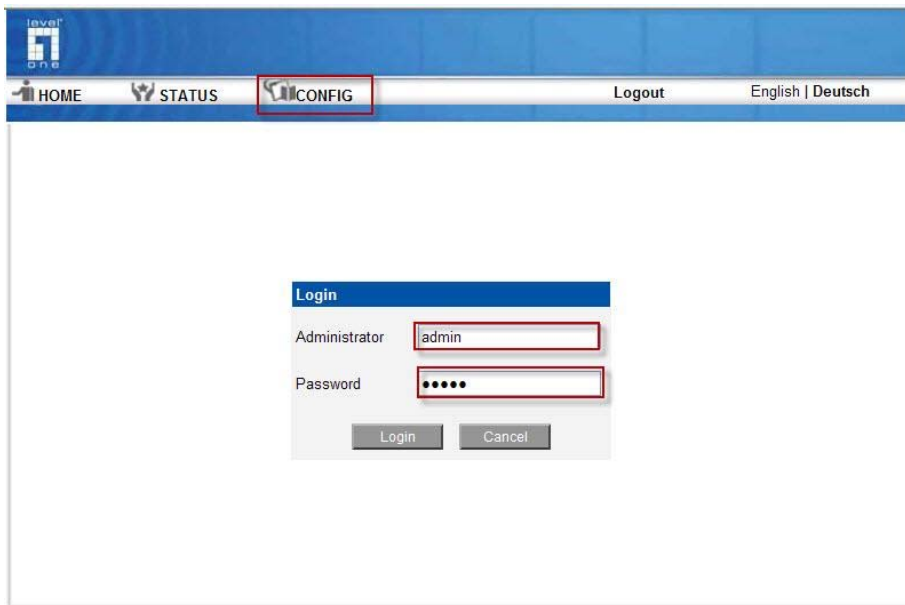 level
one
HOME STATUS CONFIG Logout English | Deutsch
Login
Administrator admin
Password •••••
Login Cancel